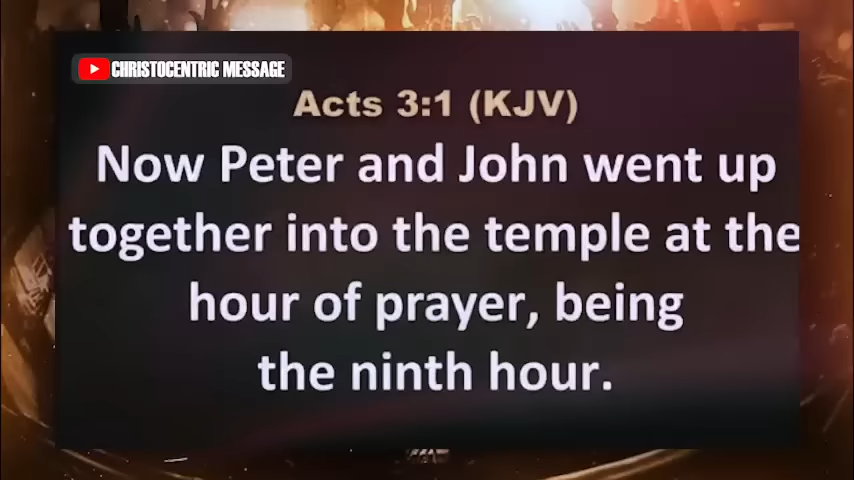 CHRISTOCENTRIC MESSAGE
Acts 3:1 (KJV)
Now Peter and John went up
together into the temple at the
hour of prayer, being
the ninth hour.